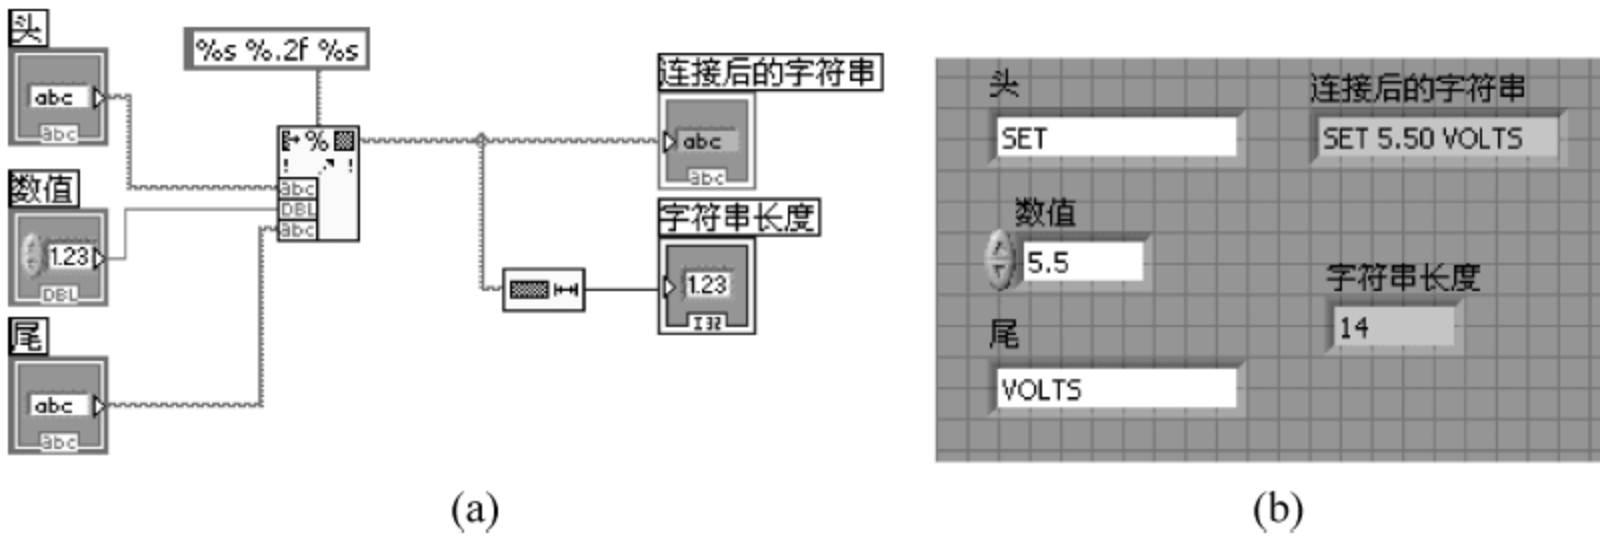 头
abc
abc
%s %.2f %s
%
! !
abc
DBL
abc
数值
1.23
DBL
尾
abc
abc
连接后的字符串
abc
abc
字符串长度
1.23
I32
(a)
头
SET
数值
5.5
尾
VOLTS
连接后的字符串
SET 5.50 VOLTS
字符串长度
14
(b)